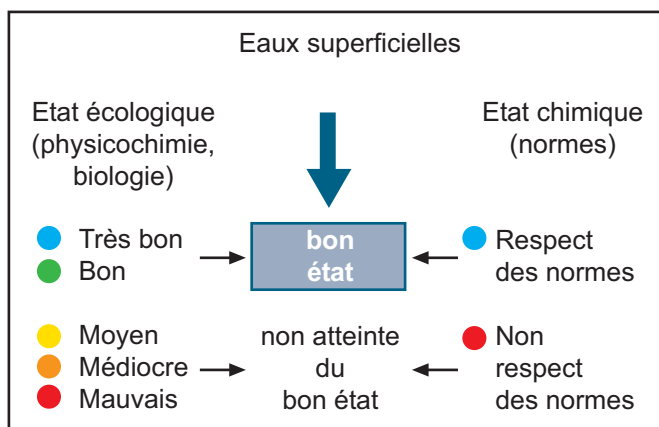 Eaux superficielles
Etat écologique
(physicochimie,
biologie)
Etat chimique
(normes)
Très bon
Bon
bon
état
Respect
des normes
Moyen
Médiocre
Mauvais
non atteinte
du
bon état
Non
respect
des normes